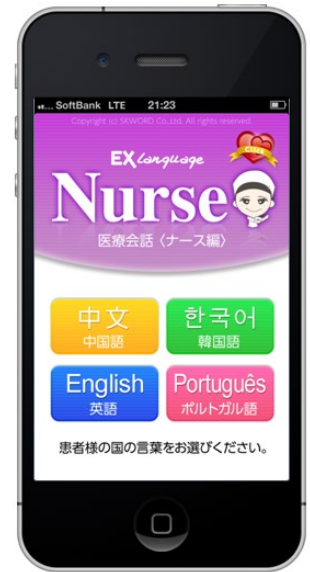 SoftBank LTE 21:23
Copyright (c) SKWORD Co.,Ltd. All rights reserved.
EX Language
Click
Nurse
医療会話〈ナース編〉
中文
中国語
한국어
韓国語
English
英語
Português
ポルトガル語
患者様の国の言葉をお選びください。